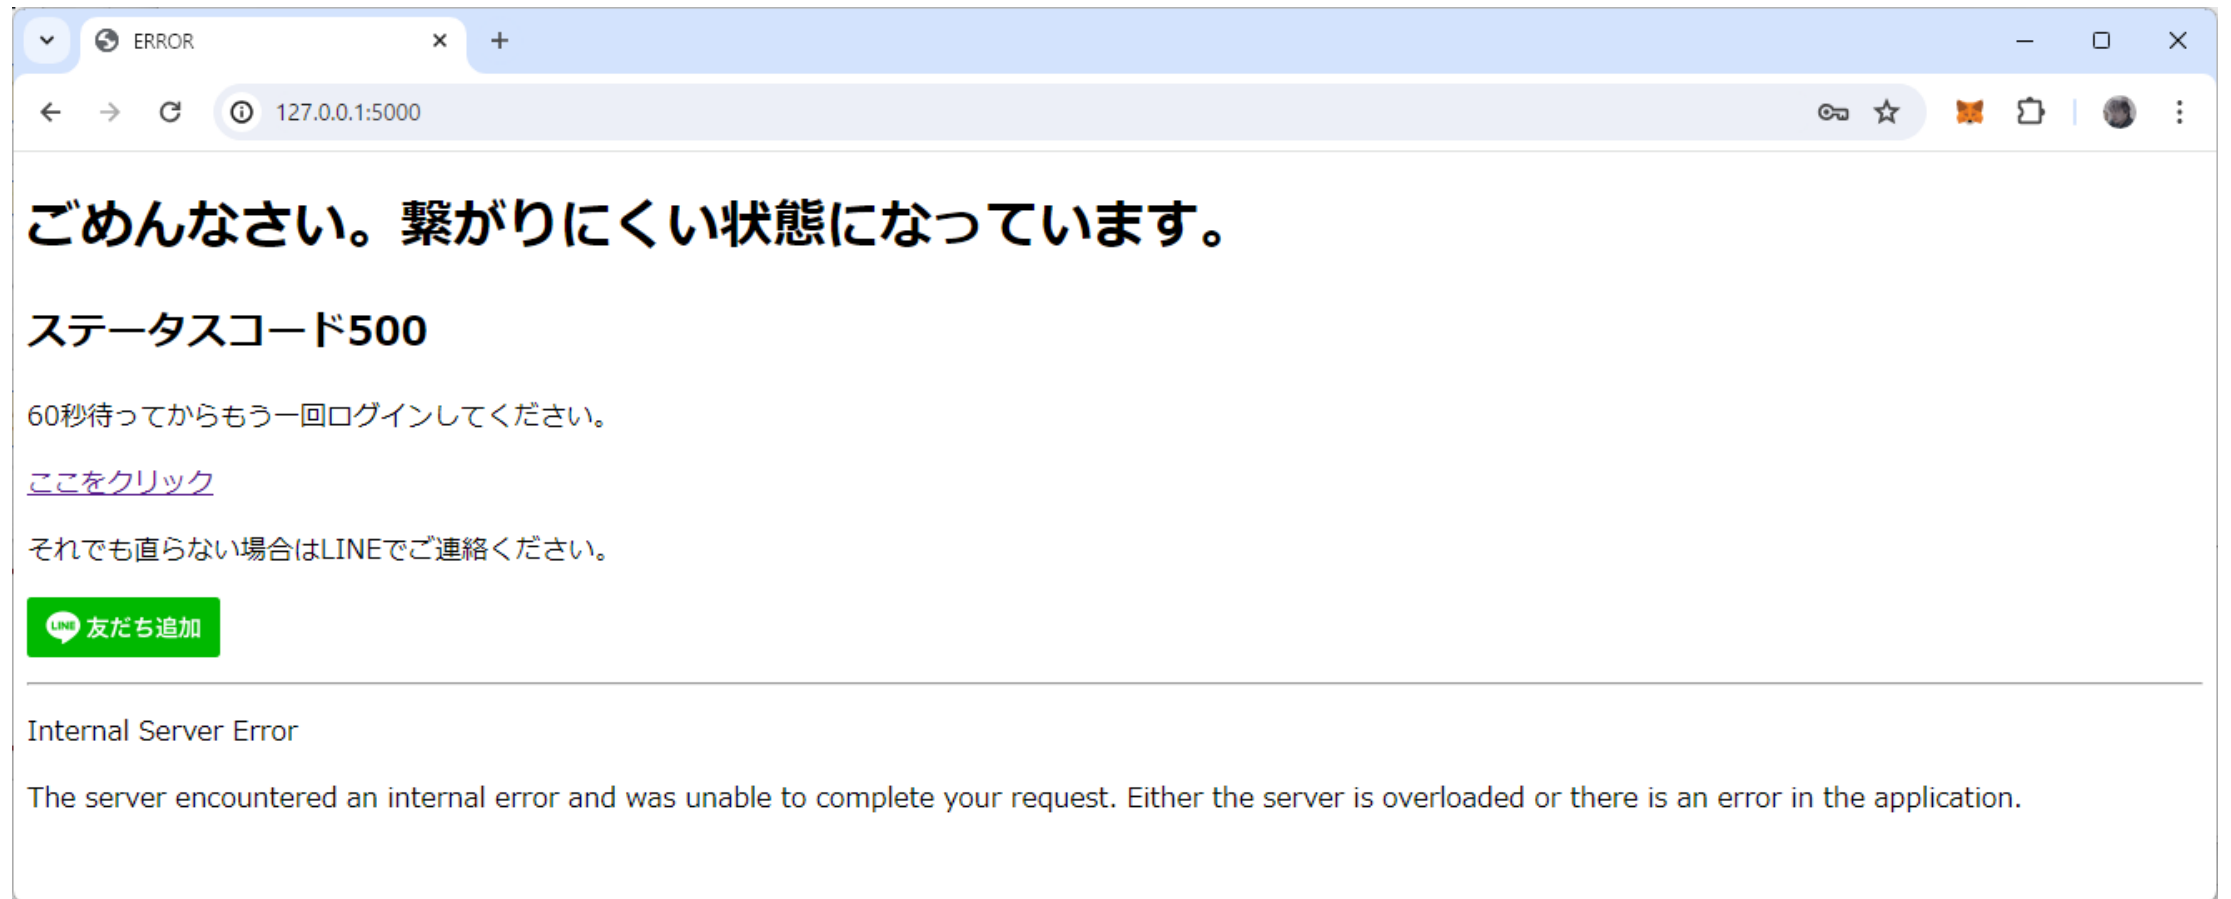 ERROR
127.0.0.1:5000
ごめんなさい。繋がりにくい状態になっています。
ステータスコード500
60秒待ってからもう一回ログインしてください。
ここをクリック
それでも直らない場合はLINEでご連絡ください。
LINE 友だち追加
Internal Server Error
The server encountered an internal error and was unable to complete your request. Either the server is overloaded or there is an error in the application.